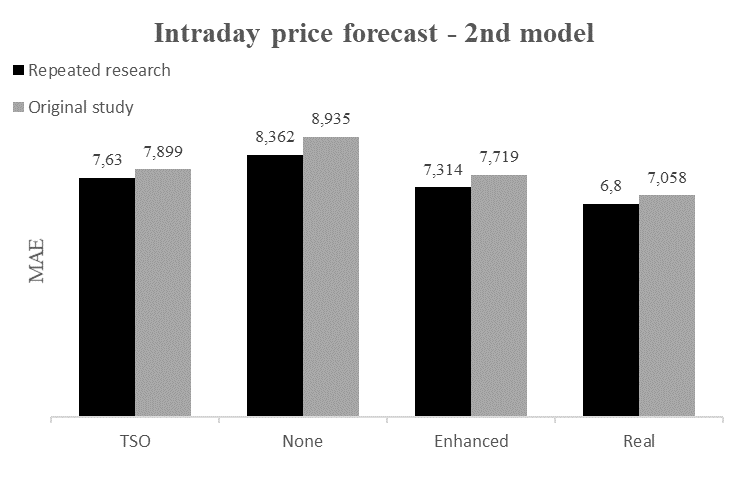 Intraday price forecast - 2nd model
Repeated research
Original study
7,63
7,899
8,362
8,935
7,314
7,719
6,8
7,058
MAE
TSO
None
Enhanced
Real